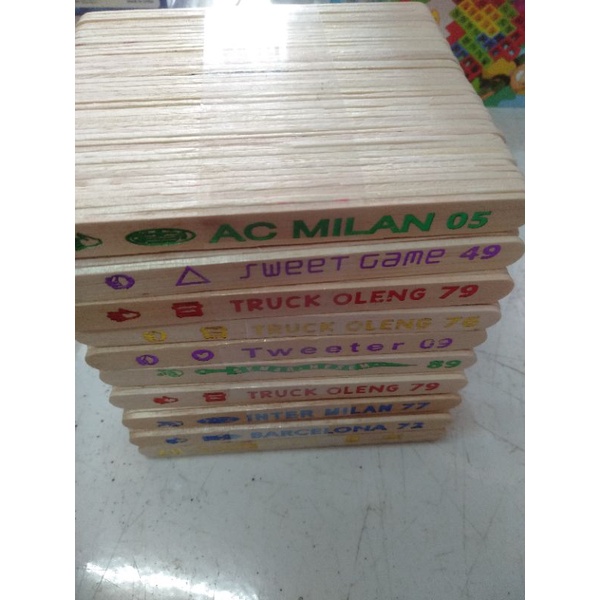 AC MILAN 05
SWEET GAME 49
TRUCK OLENG 79
TRUCK OLENG 76
Tweeter 09
89
TRUCK OLENG 79
INTER MILAN 77
BARCELONA 72